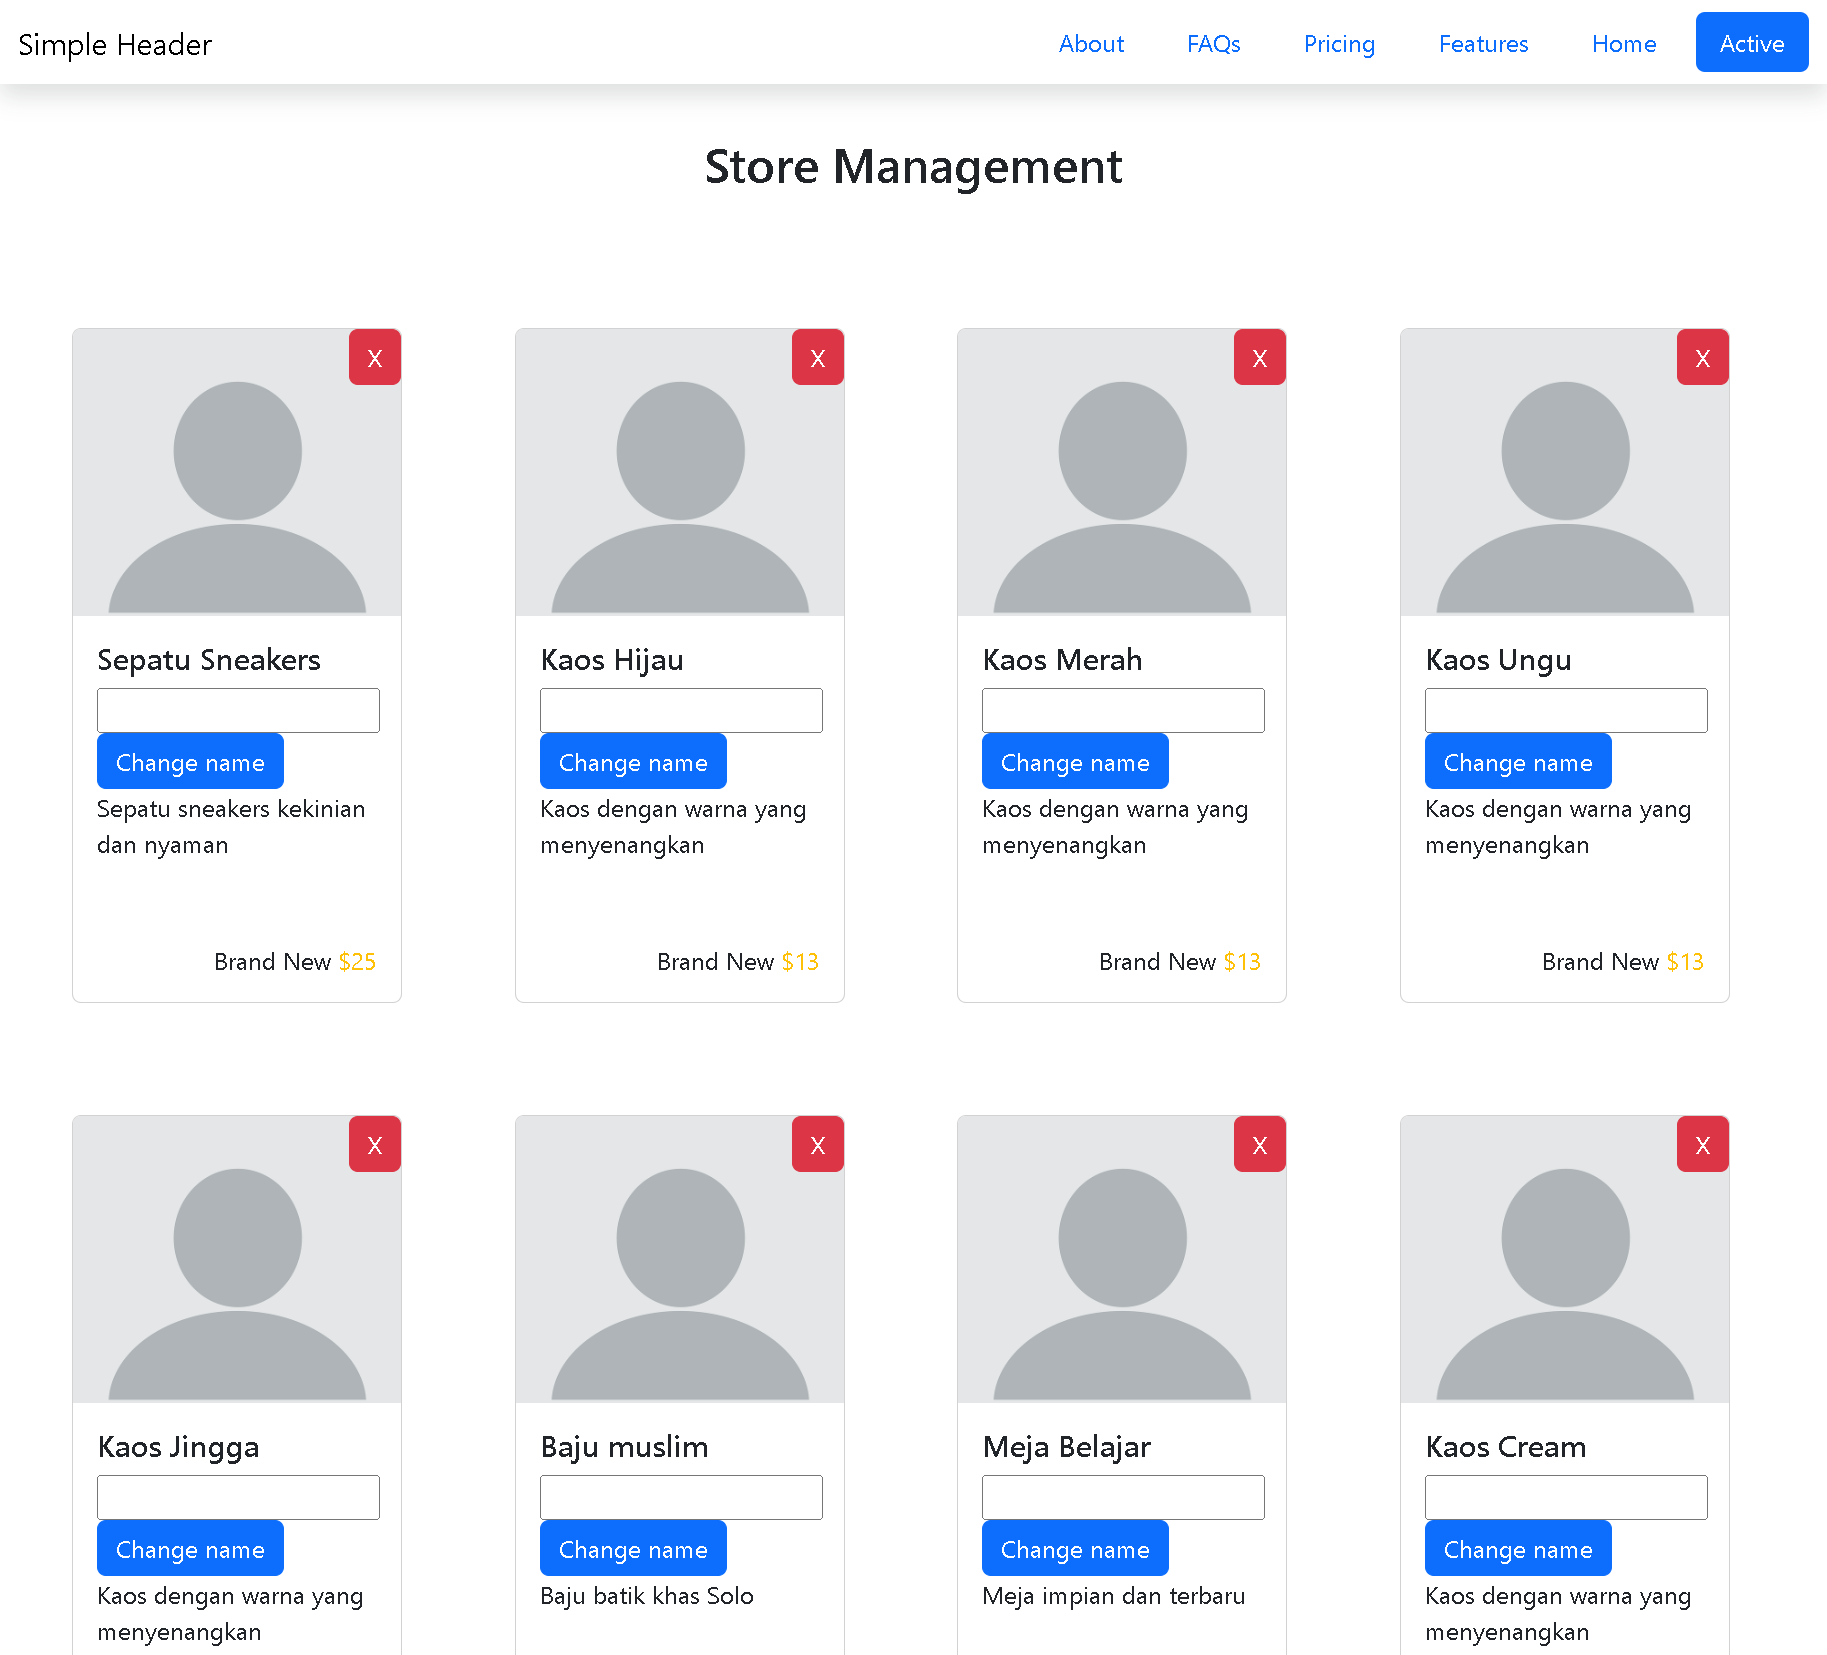 Simple Header
About FAQs Pricing Features Home Active
Store Management
X
Sepatu Sneakers
Change name
Sepatu sneakers kekinian
dan nyaman
Brand New $25
X
Kaos Hijau
Change name
Kaos dengan warna yang
menyenangkan
Brand New $13
X
Kaos Merah
Change name
Kaos dengan warna yang
menyenangkan
Brand New $13
X
Kaos Ungu
Change name
Kaos dengan warna yang
menyenangkan
Brand New $13
X
Kaos Jingga
Change name
Kaos dengan warna yang
menyenangkan
X
Baju muslim
Change name
Baju batik khas Solo
X
Meja Belajar
Change name
Meja impian dan terbaru
X
Kaos Cream
Change name
Kaos dengan warna yang
menyenangkan